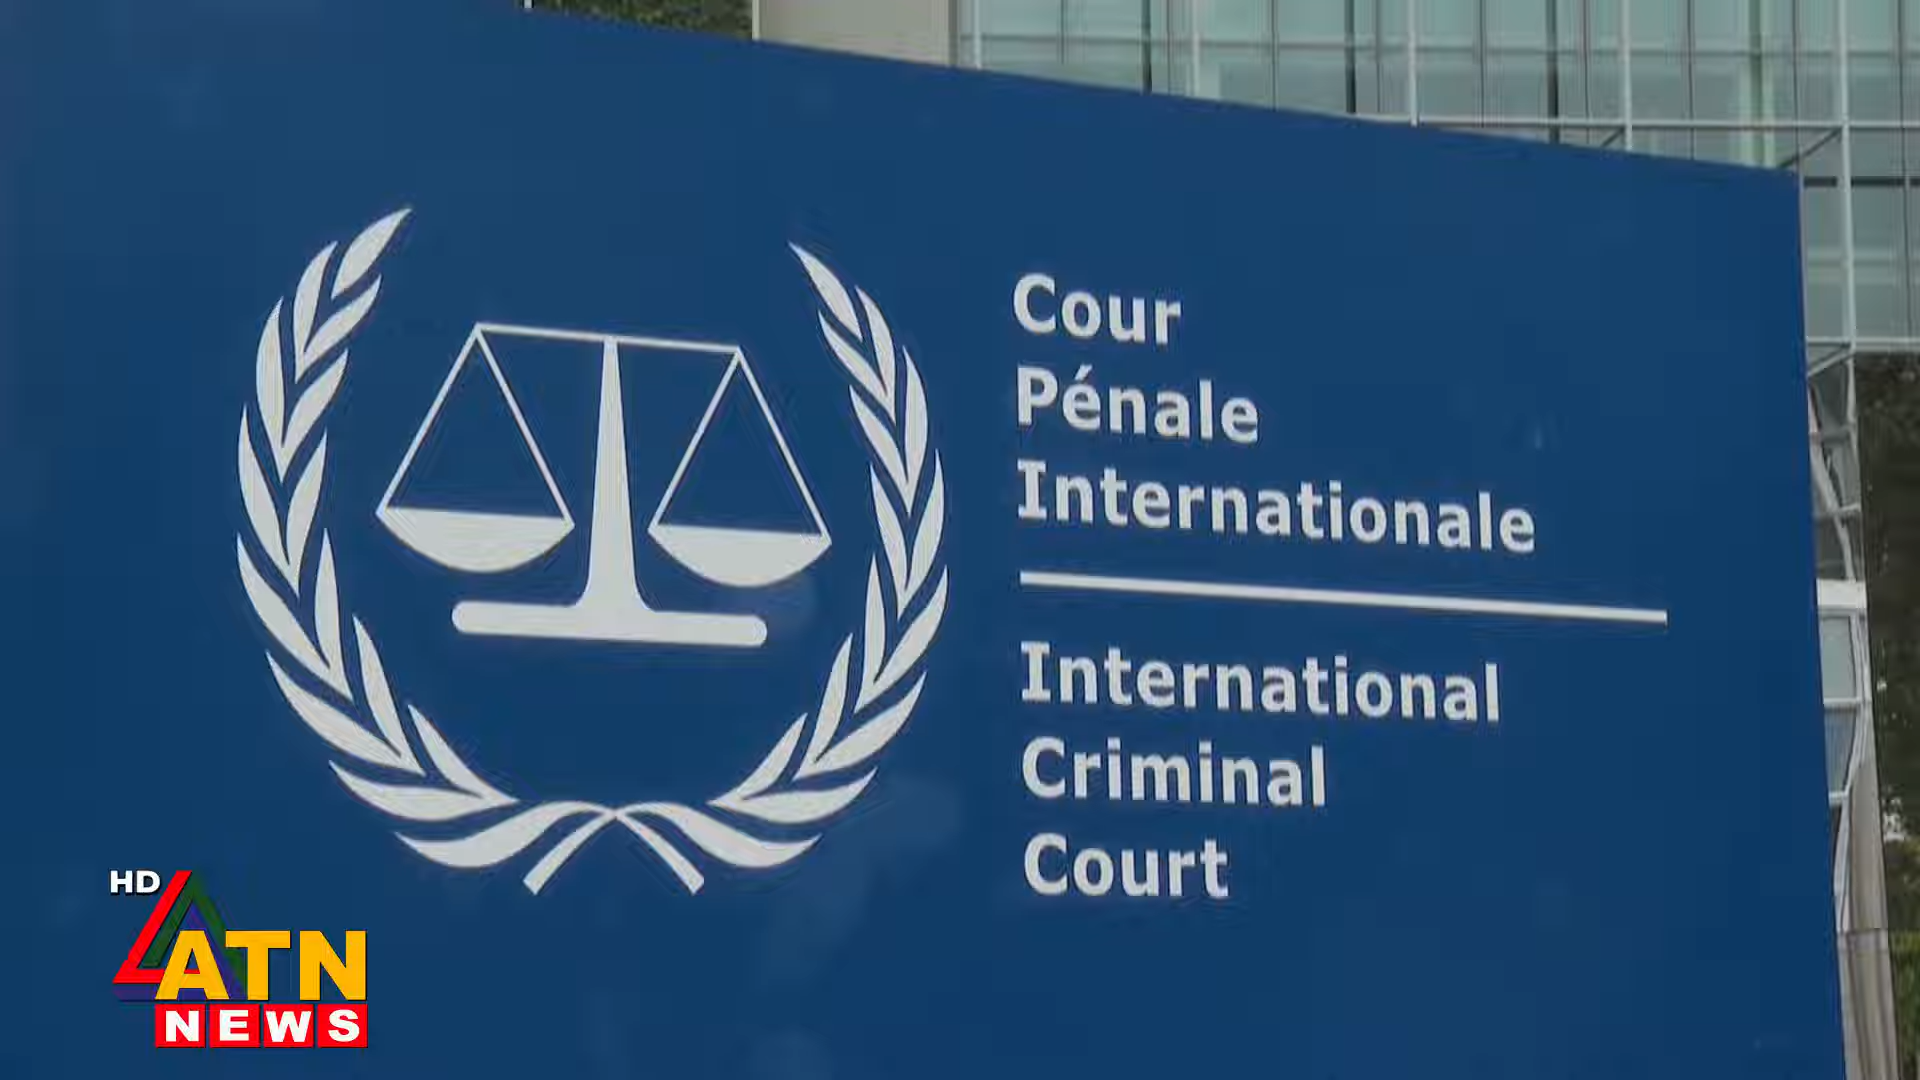 Cour
Pénale
Internationale
International
Criminal
Court
HD
ATN
NEWS